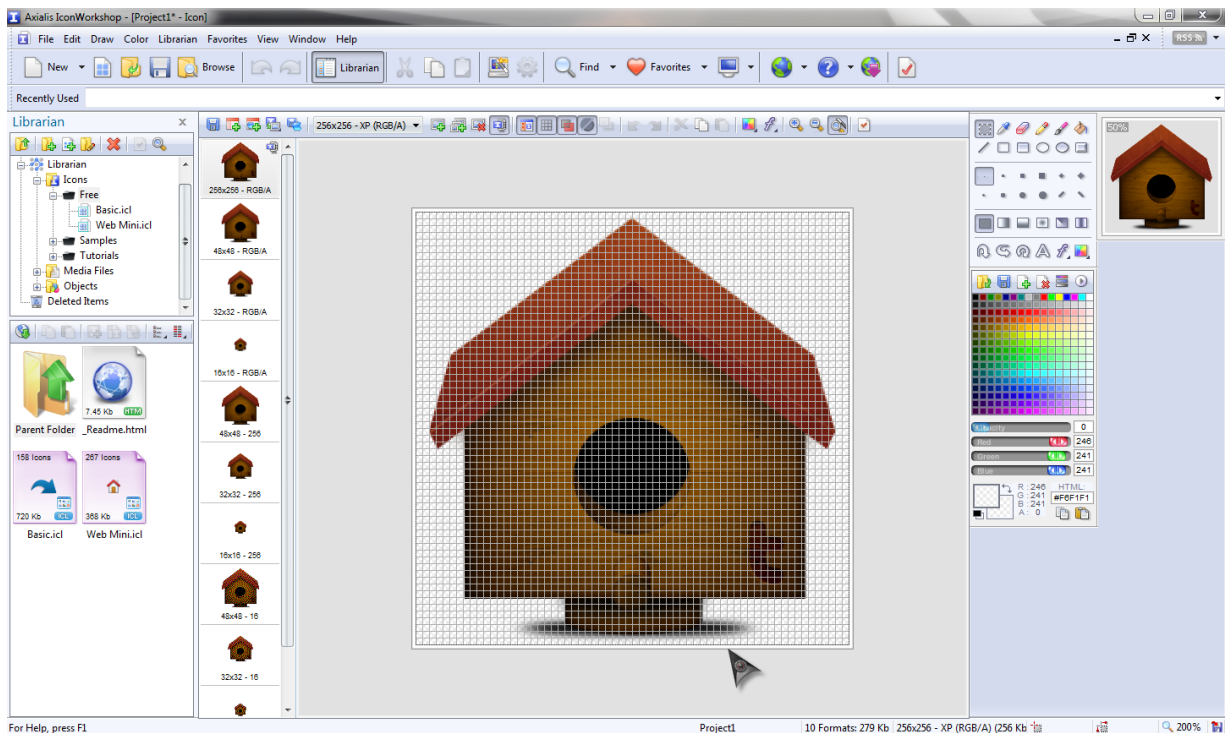 Axialis IconWorkshop - [Project1* - Icon]
File Edit Draw Color Librarian Favorites View Window Help
RSS
New Browse Librarian Find Favorites
Recently Used
Librarian x
256x256 - XP (RGB/A)
50%
Librarian
Icons
Free
Basic.icl
Web Mini.icl
Samples
Tutorials
Media Files
Objects
Deleted Items
7.45 Kb HTM
Parent Folder _Readme.html
158 Icons 267 Icons
720 Kb ICL 368 Kb ICL
Basic.icl Web Mini.icl
256x256 - RGB/A
48x48 - RGB/A
32x32 - RGB/A
16x16 - RGB/A
48x48 - 256
32x32 - 256
16x16 - 256
48x48 - 16
32x32 - 16
t
0
Red 246
Green 241
Blue 241
R : 246 HTML:
G : 241 #F6F1F1
B : 241
A : 0
For Help, press F1 Project1 10 Formats: 279 Kb 256x256 - XP (RGB/A) (256 Kb 200%